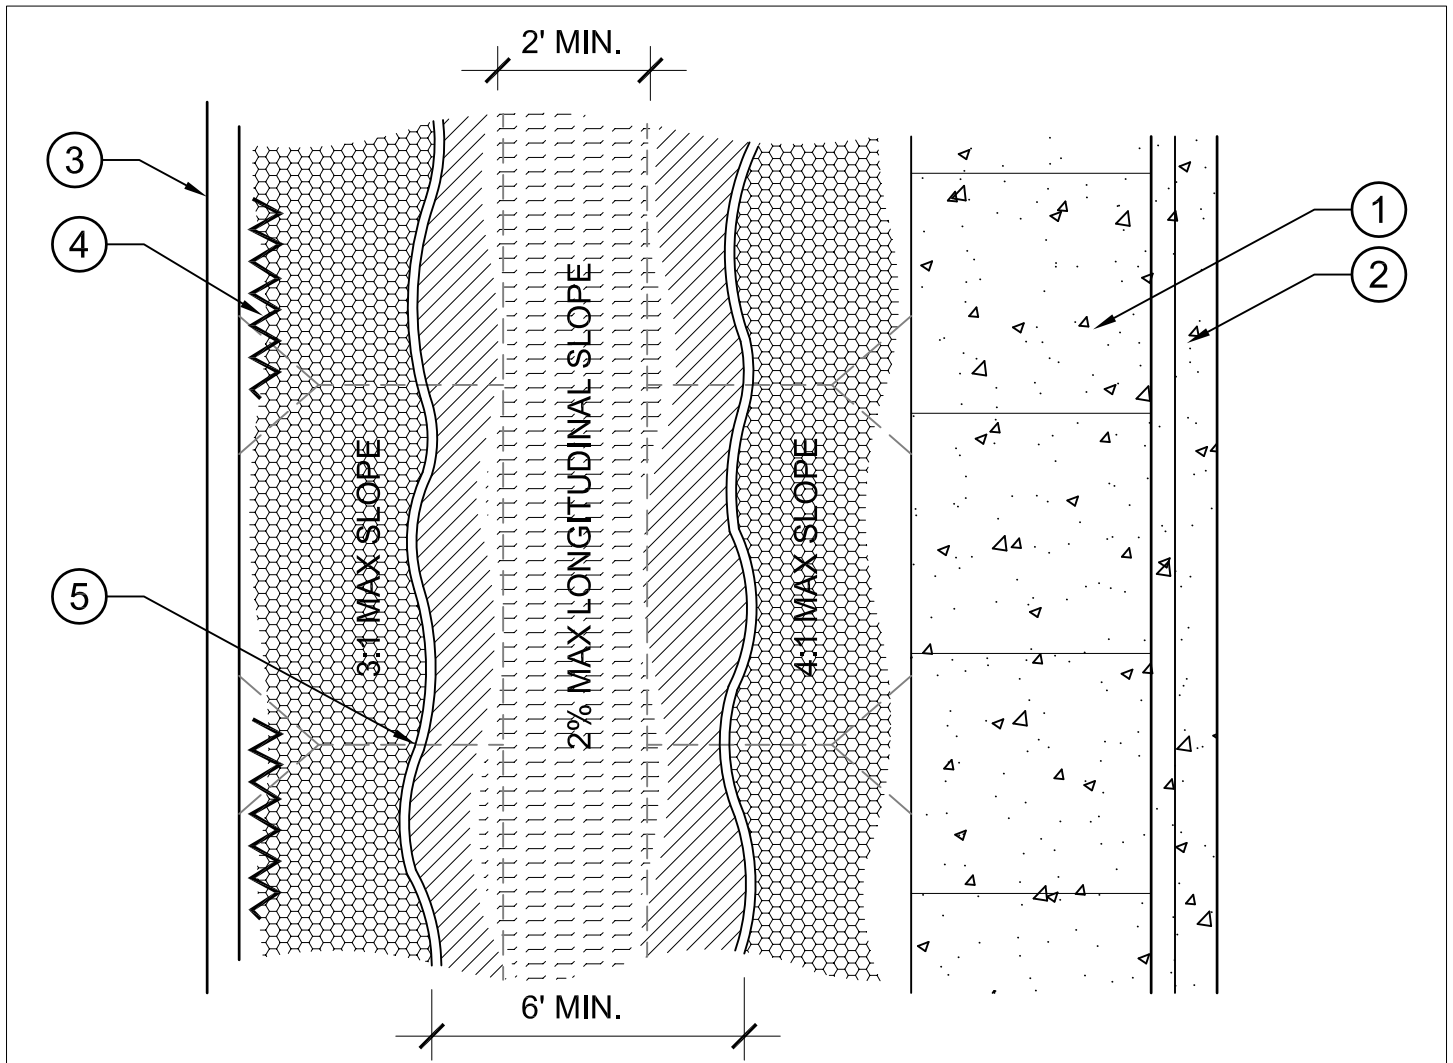 2' MIN.
3
1
4
2
2% MAX LONGITUDINAL SLOPE
3:1 MAX SLOPE
4:1 MAX SLOPE
5
6' MIN.